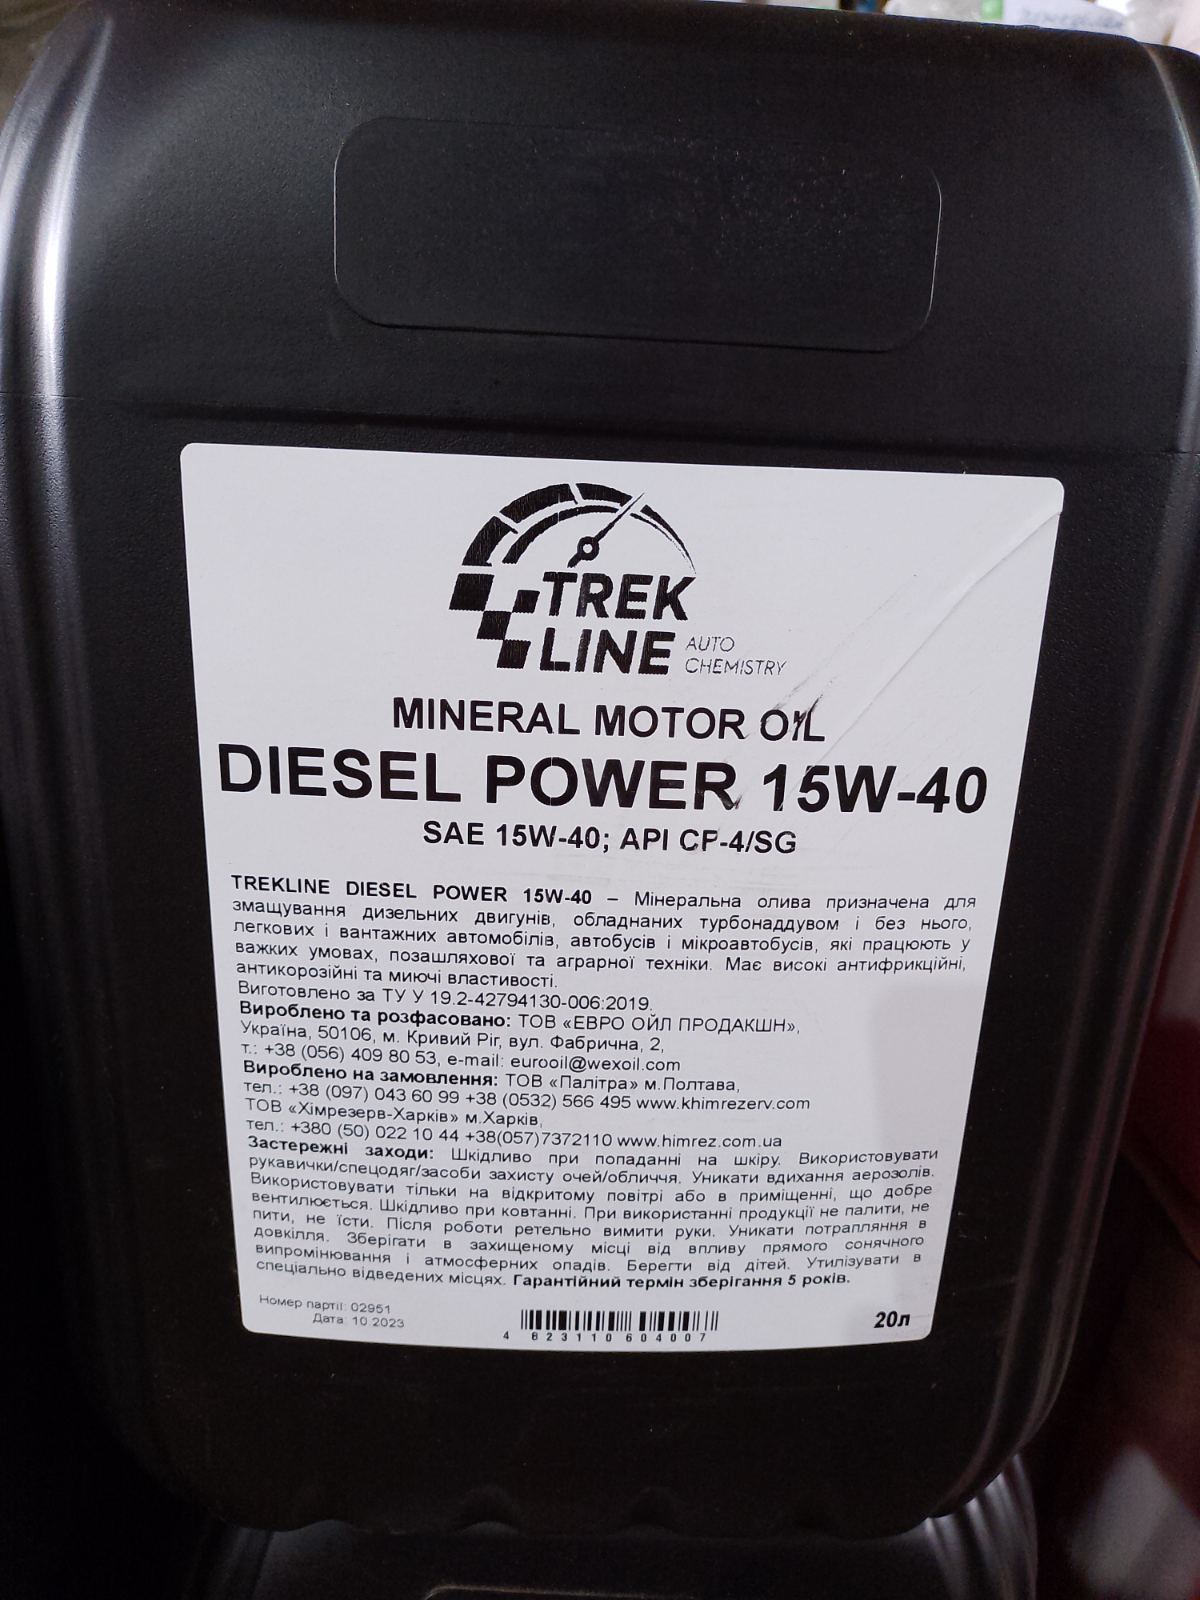 TREK
LINE
AUTO
CHEMISTRY
MINERAL MOTOR OIL
DIESEL POWER 15W-40
SAE 15W-40; API CF-4/SG
TREKLINE DIESEL POWER 15W-40 – Мінеральна олива призначена для
змащування дизельних двигунів, обладнаних турбонаддувом і без нього,
легкових і вантажних автомобілів, автобусів і мікроавтобусів, які працюють у
важких умовах, позашляхової та аграрної техніки. Має високі антифрикційні,
антикорозійні та миючі властивості.
Виготовлено за ТУ У 19.2-42794130-006:2019.
Вироблено та розфасовано: ТОВ «ЕВРО ОЙЛ ПРОДАКШН»,
Україна, 50106, м. Кривий Ріг, вул. Фабрична, 2,
т.: +38 (056) 409 80 53, e-mail: eurooil@wexoil.com
Вироблено на замовлення: ТОВ «Палітра» м.Полтава,
тел.: +38 (097) 043 60 99 +38 (0532) 566 495 www.khimrezerv.com
ТОВ «Хімрезерв-Харків» м.Харків,
тел.: +380 (50) 022 10 44 +38(057)7372110 www.himrez.com.ua
Застережні заходи: Шкідливо при попаданні на шкіру. Використовувати
рукавички/спецодяг/засоби захисту очей/обличчя. Уникати вдихання аерозолів.
Використовувати тільки на відкритому повітрі або в приміщенні, що добре
вентилюється. Шкідливо при ковтанні. При використанні продукції не палити, не
пити, не їсти. Після роботи ретельно вимити руки. Уникати потрапляння в
довкілля. Зберігати в захищеному місці від впливу прямого сонячного
випромінювання і атмосферних опадів. Берегти від дітей. Утилізувати в
спеціально відведених місцях. Гарантійний термін зберігання 5 років.
Номер партії: 02951
Дата: 10.2023
4823110604007
20л